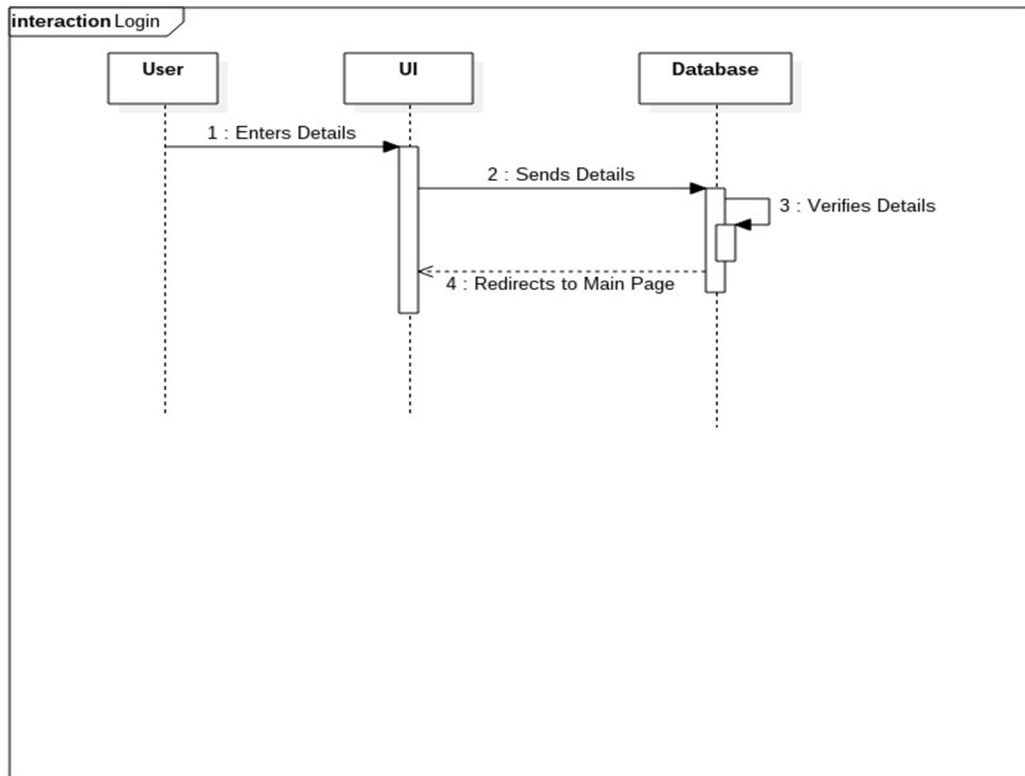 interaction Login
User
UI
Database
1 : Enters Details
2 : Sends Details
3 : Verifies Details
4 : Redirects to Main Page